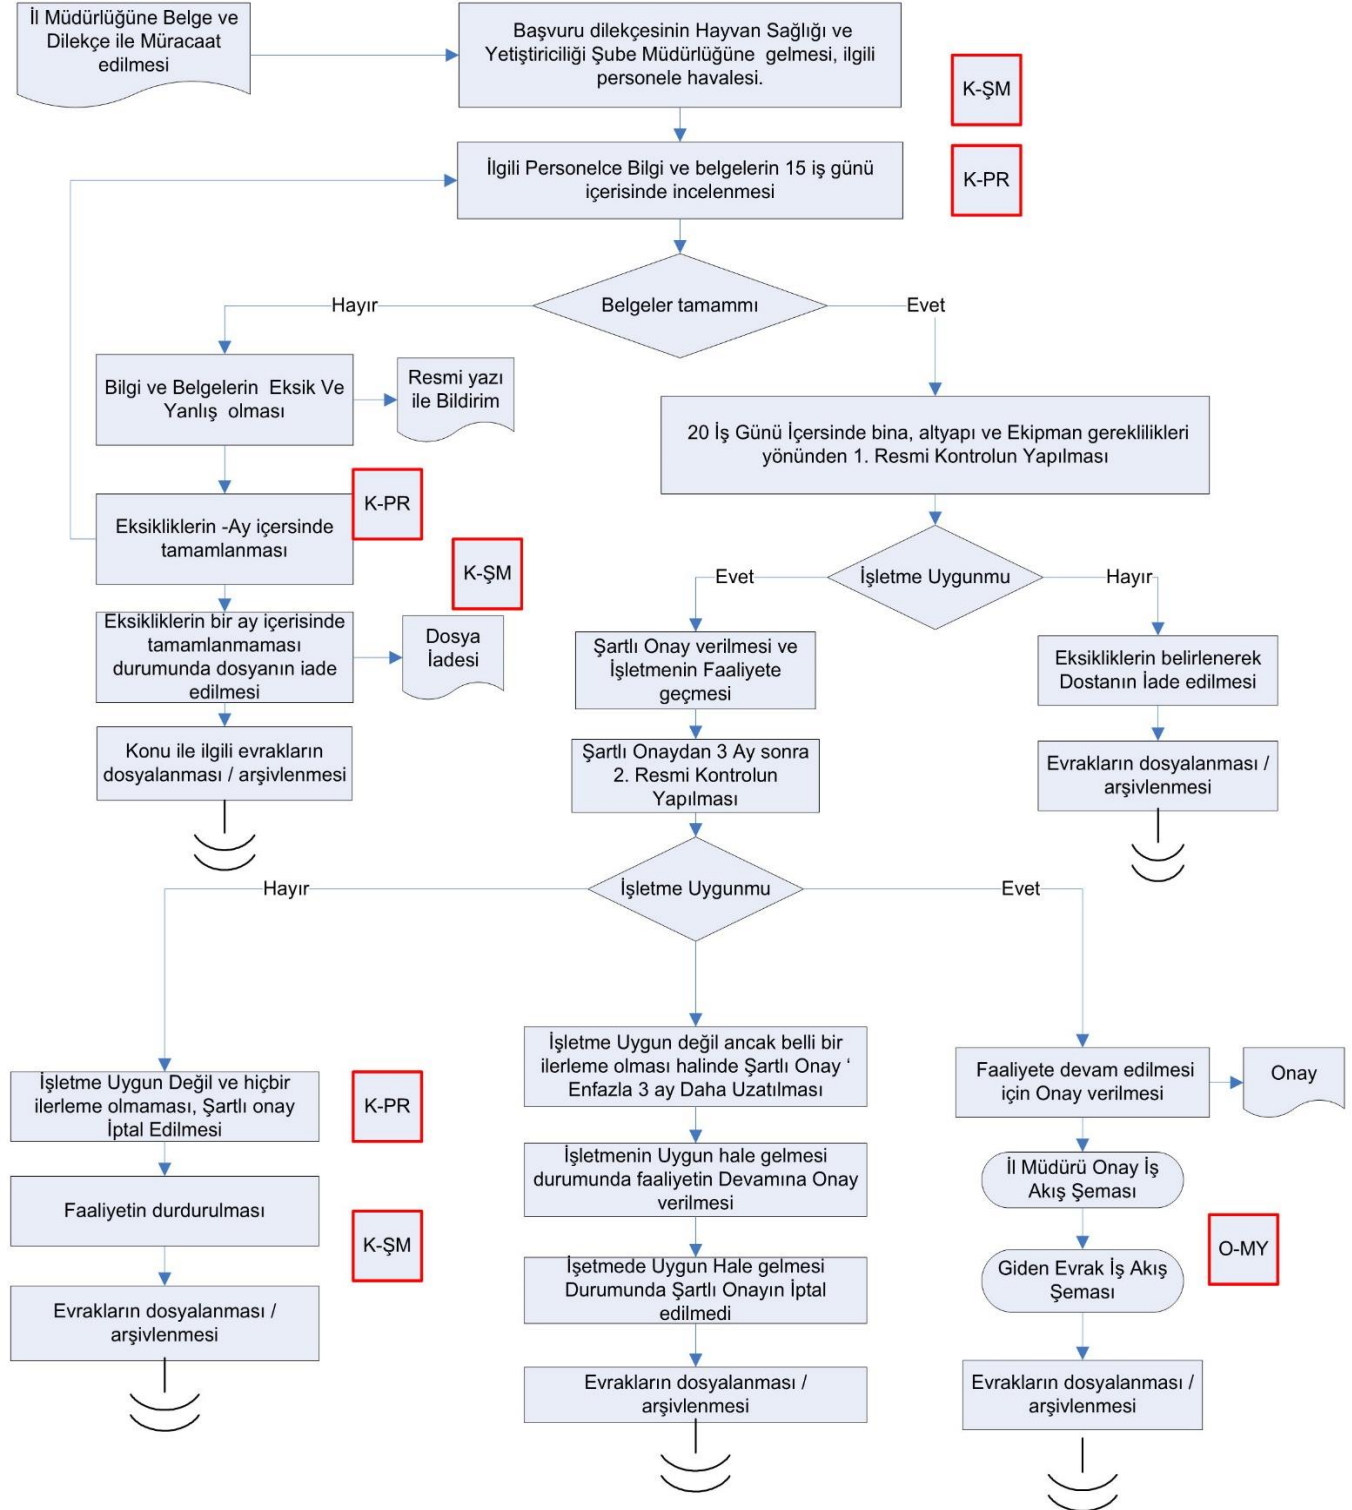 İl Müdürlüğüne Belge ve
Dilekçe ile Müracaat
edilmesi
Başvuru dilekçesinin Hayvan Sağlığı ve
Yetiştiriciliği Şube Müdürlüğüne gelmesi, ilgili
personele havalesi.
K-ŞM
İlgili Personelce Bilgi ve belgelerin 15 iş günü
içerisinde incelenmesi
K-PR
Belgeler tamammı
Hayır
Evet
Bilgi ve Belgelerin Eksik Ve
Yanlış olması
Resmi yazı
ile Bildirim
20 İş Günü İçersinde bina, altyapı ve Ekipman gereklilikleri
yönünden 1. Resmi Kontrolun Yapılması
K-PR
Eksikliklerin -Ay içersinde
tamamlanması
K-ŞM
İşletme Uygunmu
Evet
Hayır
Eksikliklerin bir ay içerisinde
tamamlanmaması
durumunda dosyanın iade
edilmesi
Dosya
İadesi
Şartlı Onay verilmesi ve
İşletmenin Faaliyete
geçmesi
Eksikliklerin belirlenerek
Dostanın İade edilmesi
Konu ile ilgili evrakların
dosyalanması / arşivlenmesi
Şartlı Onaydan 3 Ay sonra
2. Resmi Kontrolun
Yapılması
Evrakların dosyalanması /
arşivlenmesi
İşletme Uygunmu
Hayır
Evet
İşletme Uygun Değil ve hiçbir
ilerleme olmaması, Şartlı onay
İptal Edilmesi
K-PR
İşletme Uygun değil ancak belli bir
ilerleme olması halinde Şartlı Onay ‘
Enfazla 3 ay Daha Uzatılması
Faaliyete devam edilmesi
için Onay verilmesi
Onay
Faaliyetin durdurulması
K-ŞM
İşletmenin Uygun hale gelmesi
durumunda faaliyetin Devamına Onay
verilmesi
İl Müdürü Onay İş
Akış Şeması
O-MY
Evrakların dosyalanması /
arşivlenmesi
İşetmede Uygun Hale gelmesi
Durumunda Şartlı Onayın İptal
edilmedi
Giden Evrak İş Akış
Şeması
Evrakların dosyalanması /
arşivlenmesi
Evrakların dosyalanması /
arşivlenmesi